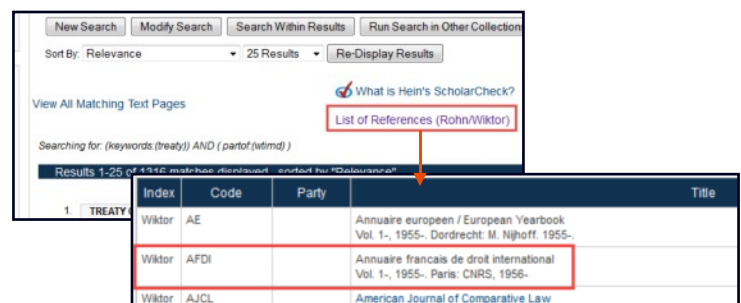 New Search Modify Search Search Within Results Run Search in Other Collection
Sort By: Relevance 25 Results Re-Display Results
What is Hein's ScholarCheck?
View All Matching Text Pages
List of References (Rohn/Wiktor)
Searching for: (keywords:(treaty)) AND ( partof:(wtimd) )
Results 1-25 of 1316 matches displayed, sorted by "Relevance"
1. TREATY
Index Code Party Title
Wiktor AE Annuaire europeen / European Yearbook
Vol. 1-, 1955-. Dordrecht: M. Nijhoff. 1955-.
Wiktor AFDI Annuaire francais de droit international
Vol. 1-, 1955-. Paris: CNRS, 1956-
Wiktor AJCL American Journal of Comparative Law